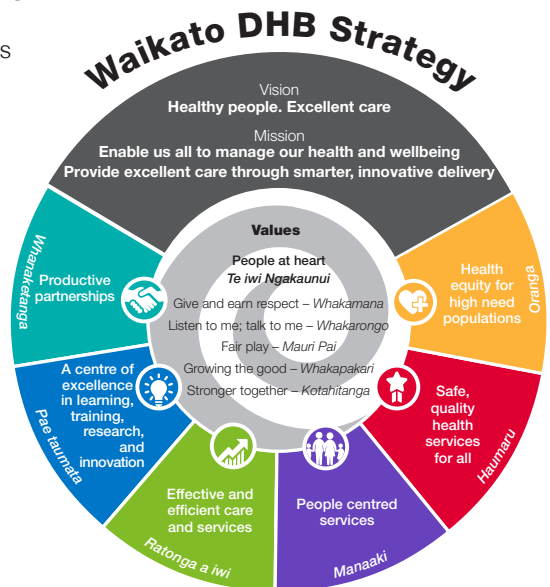 s
Waikato DHB Strategy
Vision
Healthy people. Excellent care
Mission
Enable us all to manage our health and wellbeing
Provide excellent care through smarter, innovative delivery
Values
People at heart
Te iwi Ngakaunui
Give and earn respect – Whakamana
Listen to me; talk to me – Whakarongo
Fair play – Mauri Pai
Growing the good – Whakapakari
Stronger together – Kotahitanga
Health
equity for
high need
populations
Oranga
Safe,
quality
health
services
for all
Haumaru
People centred
services
Manaaki
Effective and
efficient care
and services
Ratonga a iwi
A centre of
excellence
in learning,
training,
research,
and
innovation
Pae taumata
Productive
partnerships
Whanaketanga